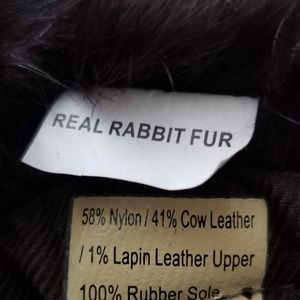 REAL RABBIT FUR
58% Nylon / 41% Cow Leather
/ 1% Lapin Leather Upper
100% Rubber Sole